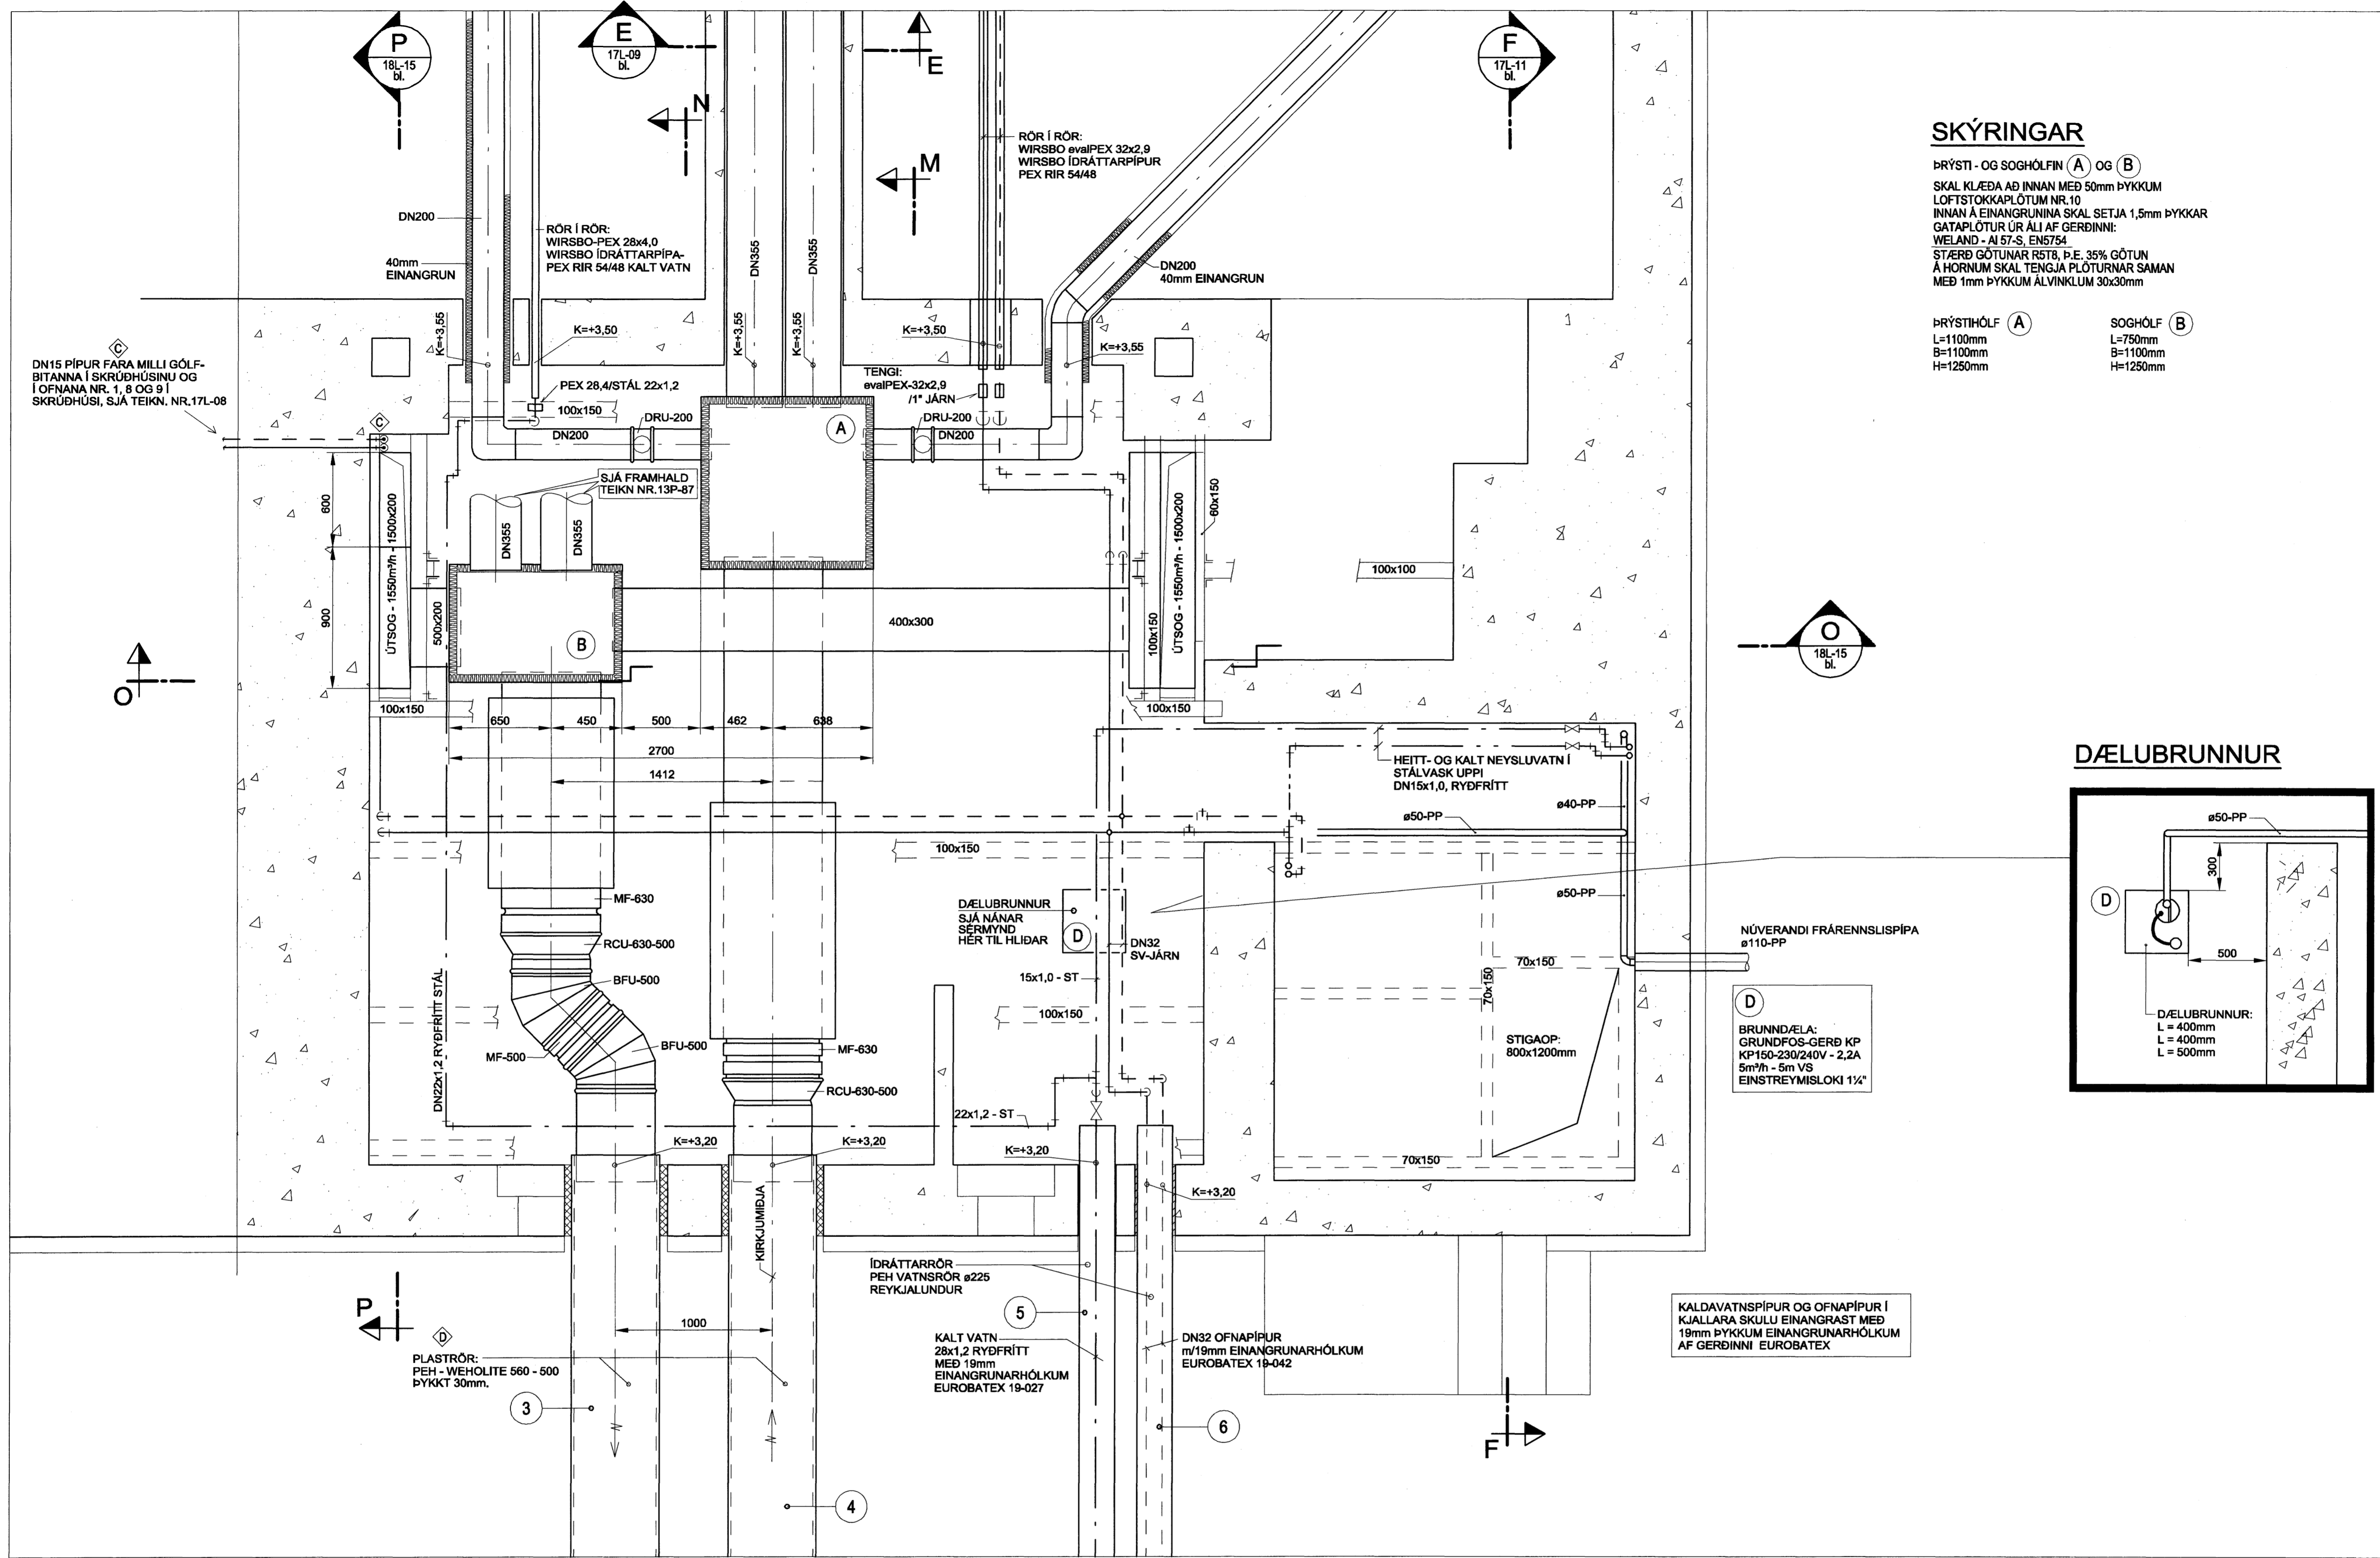 P
18L-15
bl.
E
17L-09
bl.
E
F
17L-11
bl.
N
M
RÖR Í RÖR:
WIRSBO evalPEX 32x2,9
WIRSBO ÍDRÁTTARPÍPUR
PEX RIR 54/48
DN200
40mm
EINANGRUN
RÖR Í RÖR:
WIRSBO-PEX 28x4,0
WIRSBO ÍDRÁTTARPÍPA-
PEX RIR 54/48 KALT VATN
DN355
DN355
DN200
40mm EINANGRUN
K=+3,55
K=+3,50
K=+3,55
K=+3,55
K=+3,50
K=+3,55
C
DN15 PÍPUR FARA MILLI GÓLF-
BITANNA Í SKRÚÐHÚSINU OG
Í OFNANA NR. 1, 8 OG 9 Í
SKRÚÐHÚSI, SJÁ TEIKN. NR.17L-08
C
PEX 28,4/STÁL 22x1,2
100x150
TENGI:
evalPEX-32x2,9
/1" JÁRN
DRU-200
DN200
A
DRU-200
DN200
SJÁ FRAMHALD
TEIKN NR.13P-87
600
900
ÚTSOG - 1550m³/h - 1500x200
DN355
DN355
500x200
B
400x300
100x150
ÚTSOG - 1550m³/h - 1500x200
60x150
100x100
O
O
18L-15
bl.
100x150
100x150
650
450
500
462
638
2700
1412
HEITT- OG KALT NEYSLUVATN Í
STÁLVASK UPPI
DN15x1,0, RYÐFRÍTT
ø40-PP
ø50-PP
100x150
ø50-PP
MF-630
RCU-630-500
BFU-500
BFU-500
MF-500
DN22x1,2 RYÐFRÍTT STÁL
MF-630
RCU-630-500
DÆLUBRUNNUR
SJÁ NÁNAR
SÉRMYND
HÉR TIL HLIÐAR
D
DN32
SV-JÁRN
15x1,0 - ST
100x150
22x1,2 - ST
70x150
70x150
STIGAOP:
800x1200mm
70x150
NÚVERANDI FRÁRENNSLISPÍPA
ø110-PP
D
BRUNNDÆLA:
GRUNDFOS-GERÐ KP
KP150-230/240V - 2,2A
5m³/h - 5m VS
EINSTREYMISLOKI 1¼"
K=+3,20
K=+3,20
K=+3,20
K=+3,20
KIRKJUMIÐJA
P
1000
D
PLASTRÖR:
PEH - WEHOLITE 560 - 500
ÞYKKT 30mm.
3
N
N
4
ÍDRÁTTARRÖR
PEH VATNSRÖR ø225
REYKJALUNDUR
5
KALT VATN
28x1,2 RYÐFRÍTT
MEÐ 19mm
EINANGRUNARHÓLKUM
EUROBATEX 19-027
DN32 OFNAPÍPUR
m/19mm EINANGRUNARHÓLKUM
EUROBATEX 19-042
6
F
KALDAVATNSPÍPUR OG OFNAPÍPUR Í
KJALLARA SKULU EINANGRAST MEÐ
19mm ÞYKKUM EINANGRUNARHÓLKUM
AF GERÐINNI EUROBATEX
SKÝRINGAR
ÞRÝSTI - OG SOGHÓLFIN A OG B
SKAL KLÆÐA AÐ INNAN MEÐ 50mm ÞYKKUM
LOFTSTOKKAPLÖTUM NR.10
INNAN Á EINANGRUNINA SKAL SETJA 1,5mm ÞYKKAR
GATAPLÖTUR ÚR ÁLI AF GERÐINNI:
WELAND - Al 57-S, EN5754
STÆRÐ GÖTUNAR R5T8, Þ.E. 35% GÖTUN
Á HORNUM SKAL TENGJA PLÖTURNAR SAMAN
MEÐ 1mm ÞYKKUM ÁLVINKLUM 30x30mm
ÞRÝSTIHÓLF A
L=1100mm
B=1100mm
H=1250mm
SOGHÓLF B
L=750mm
B=1100mm
H=1250mm
DÆLUBRUNNUR
ø50-PP
300
D
500
DÆLUBRUNNUR:
L = 400mm
L = 400mm
L = 500mm